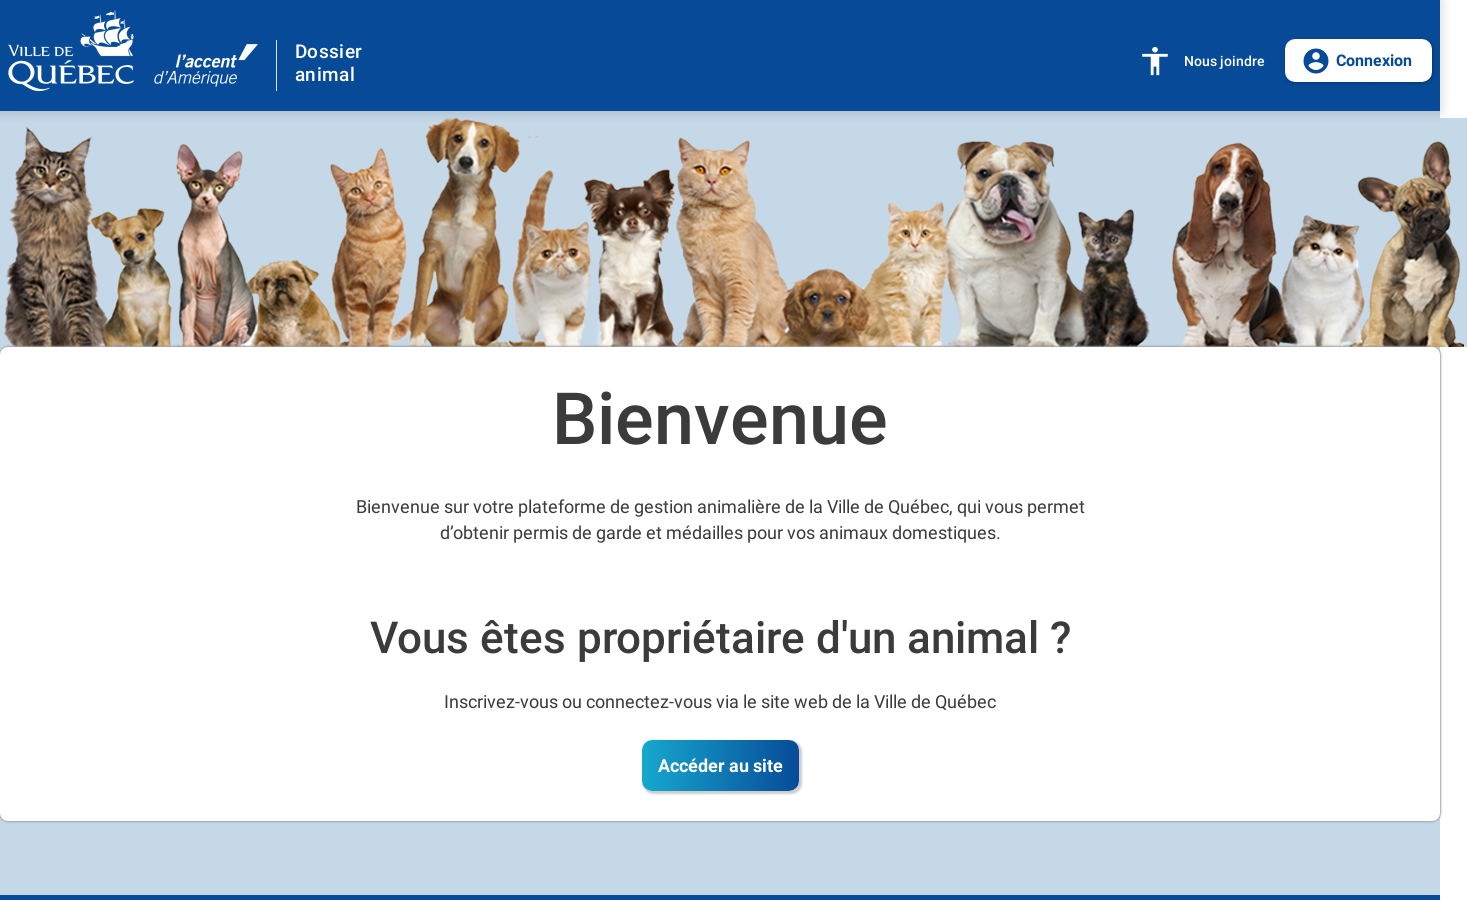 VILLE DE
QUÉBEC
l'accent
d'Amérique
Dossier
animal
Nous joindre
Connexion
Bienvenue
Bienvenue sur votre plateforme de gestion animalière de la Ville de Québec, qui vous permet
d’obtenir permis de garde et médailles pour vos animaux domestiques.
Vous êtes propriétaire d'un animal ?
Inscrivez-vous ou connectez-vous via le site web de la Ville de Québec
Accéder au site